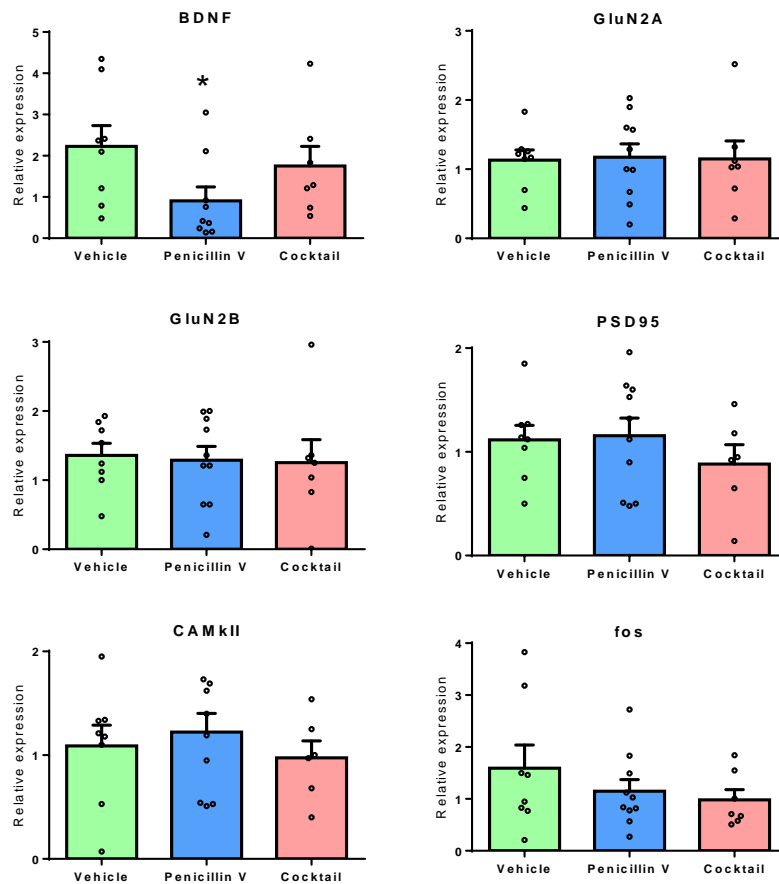 BDNF
Relative expression
5
4
3
2
1
0
*
Vehicle Penicillin V Cocktail
GluN2A
Relative expression
3
2
1
0
Vehicle Penicillin V Cocktail
GluN2B
Relative expression
3
2
1
0
Vehicle Penicillin V Cocktail
PSD95
Relative expression
2
1
0
Vehicle Penicillin V Cocktail
CAMkII
Relative expression
2
1
0
Vehicle Penicillin V Cocktail
fos
Relative expression
4
3
2
1
0
Vehicle Penicillin V Cocktail